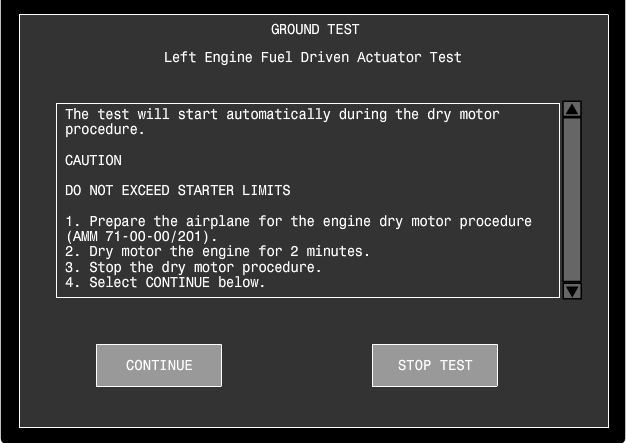 GROUND TEST
Left Engine Fuel Driven Actuator Test
The test will start automatically during the dry motor
procedure.
CAUTION
DO NOT EXCEED STARTER LIMITS
1. Prepare the airplane for the engine dry motor procedure
(AMM 71-00-00/201).
2. Dry motor the engine for 2 minutes.
3. Stop the dry motor procedure.
4. Select CONTINUE below.
CONTINUE
STOP TEST